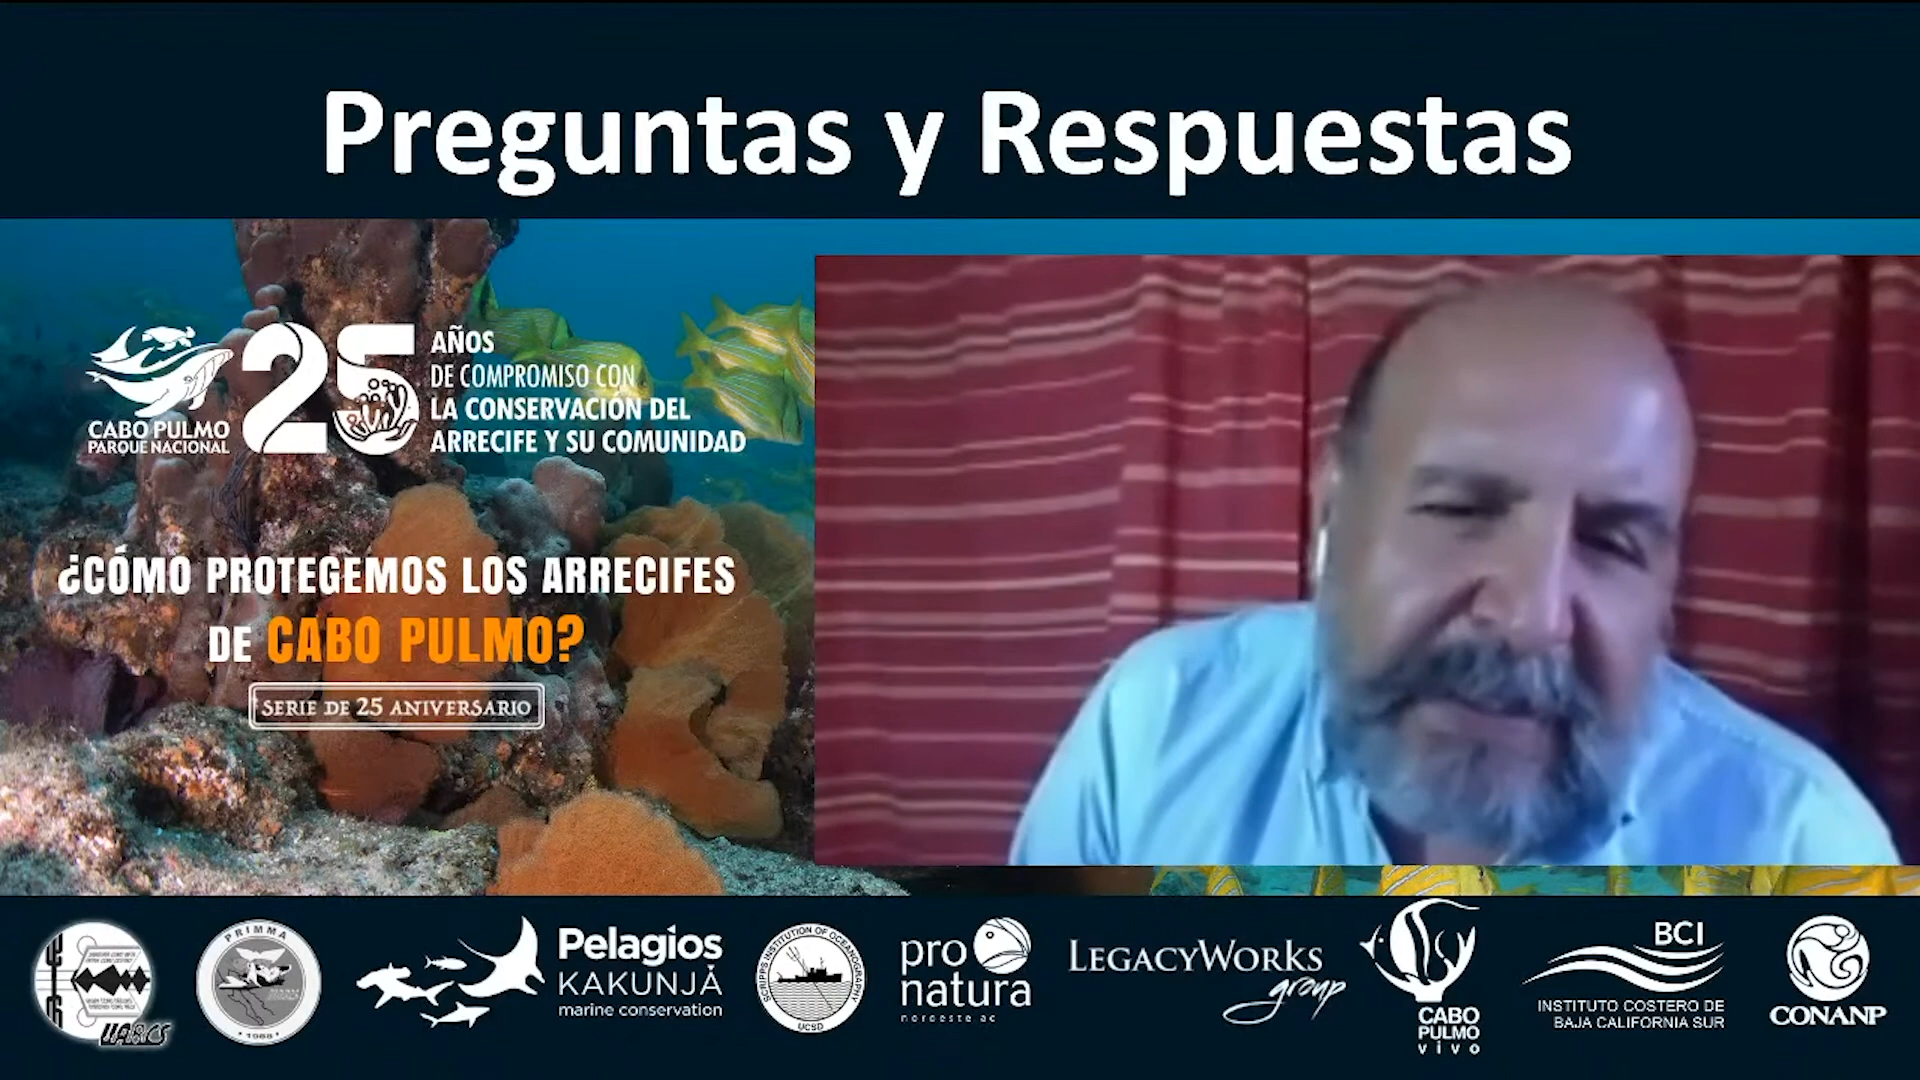 Preguntas y Respuestas
CABO PULMO
PARQUE NACIONAL
25
AÑOS
DE COMPROMISO CON
LA CONSERVACIÓN DEL
ARRECIFE Y SU COMUNIDAD
¿CÓMO PROTEGEMOS LOS ARRECIFES
DE CABO PULMO?
SERIE DE 25 ANIVERSARIO
UABCS
PRIMMA
1988
Pelagios
KAKUNJÁ
marine conservation
SCRIPPS INSTITUTION OF OCEANOGRAPHY
UCSD
pro
natura
noroeste ac
LEGACYWORKS
group
CABO
PULMO
vivo
BCI
INSTITUTO COSTERO DE
BAJA CALIFORNIA SUR
CONANP